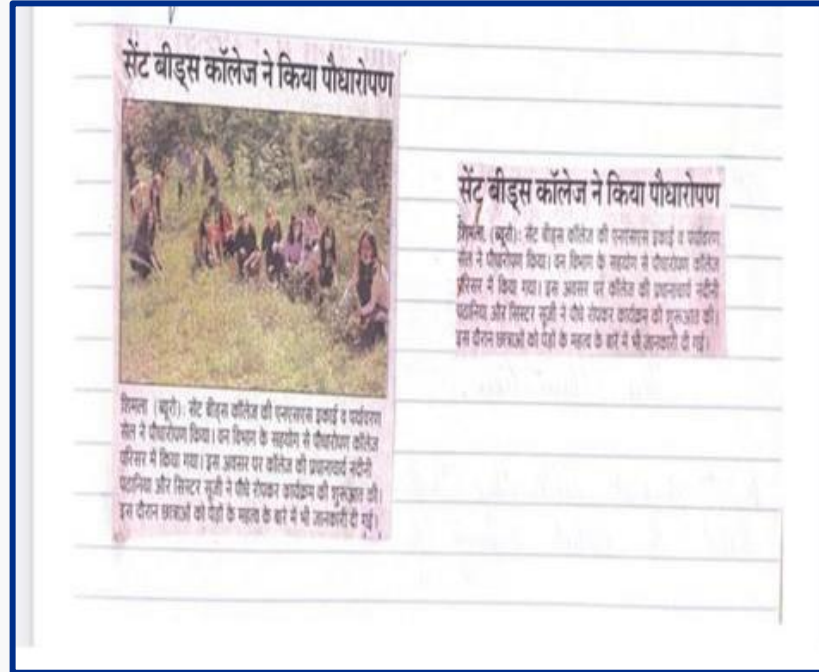 सेंट बीड्स कॉलेज ने किया पौधारोपण
शिमला (ब्यूरो): सेंट बीड्स कॉलेज की एनएसएस इकाई व पर्यावरण
सेल ने पौधारोपण किया। वन विभाग के सहयोग से पौधारोपण कॉलेज
परिसर में किया गया। इस अवसर पर कॉलेज की प्रधानाचार्य नंदीनी
पठानिया और सिस्टर सूजी ने पौधे रोपकर कार्यक्रम की शुरूआत की।
इस दौरान छात्राओं को पेड़ों के महत्व के बारे में भी जानकारी दी गई।
सेंट बीड्स कॉलेज ने किया पौधारोपण
शिमला, (ब्यूरो): सेंट बीड्स कॉलेज की एनएसएस इकाई व पर्यावरण
सेल ने पौधारोपण किया। वन विभाग के सहयोग से पौधारोपण कॉलेज
परिसर में किया गया। इस अवसर पर कॉलेज की प्रधानाचार्य नंदीनी
पठानिया और सिस्टर सूजी ने पौधे रोपकर कार्यक्रम की शुरूआत की।
इस दौरान छात्राओं को पेड़ों के महत्व के बारे में भी जानकारी दी गई।